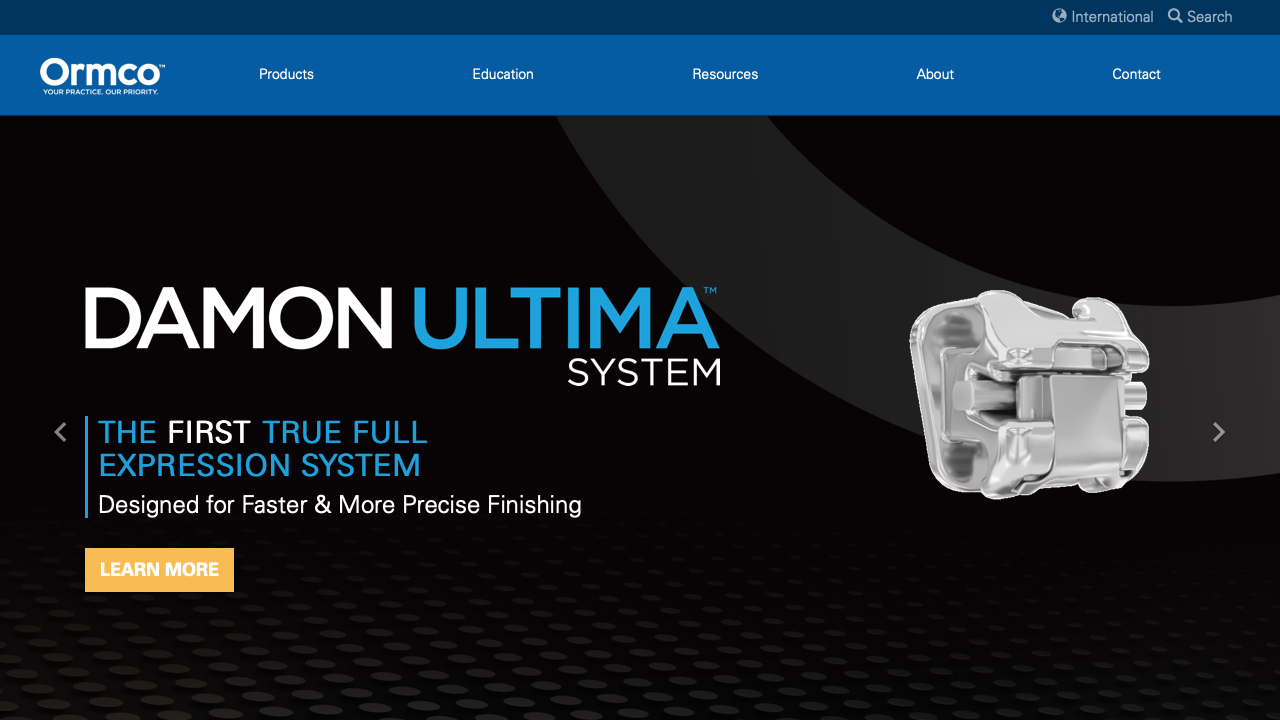 International Search
Ormco™
YOUR PRACTICE. OUR PRIORITY.
Products Education Resources About Contact
DAMON ULTIMA™
SYSTEM
THE FIRST TRUE FULL
EXPRESSION SYSTEM
Designed for Faster & More Precise Finishing
LEARN MORE